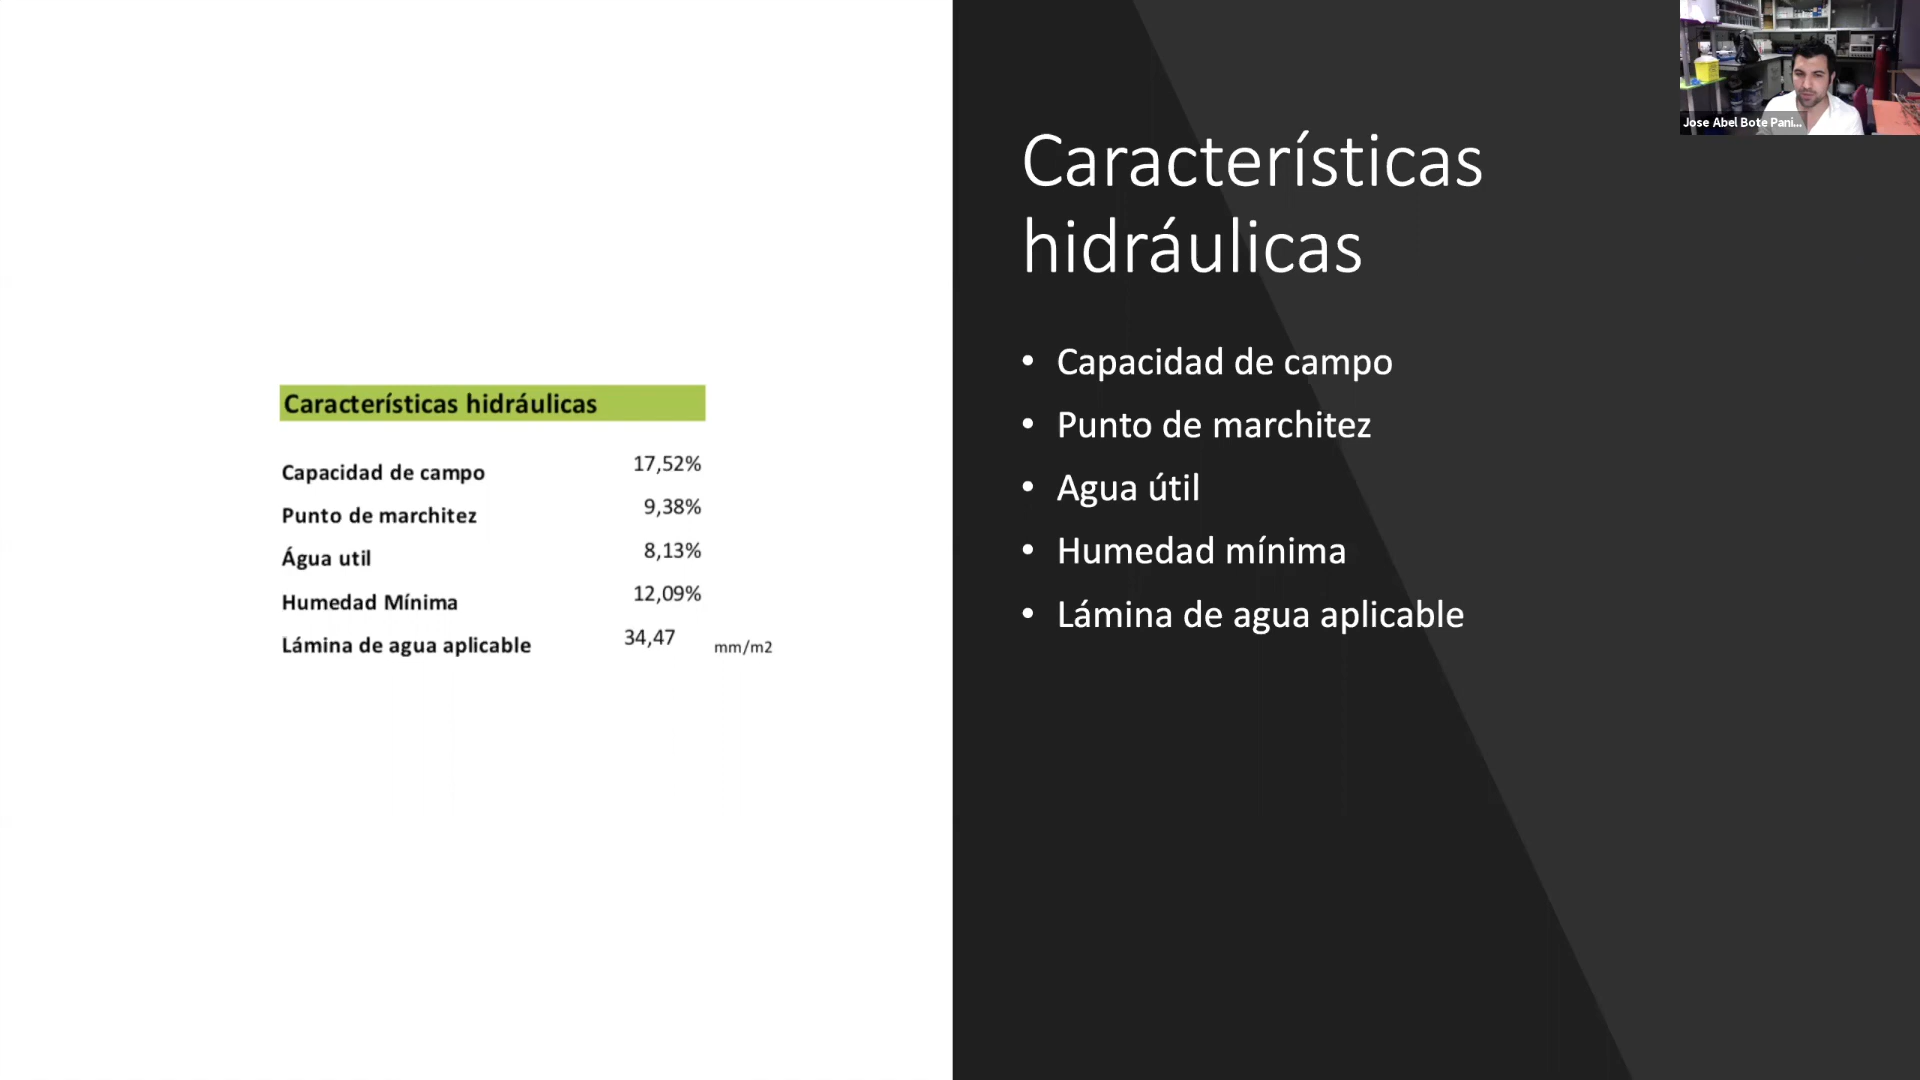 Características hidráulicas
Capacidad de campo 17,52%
Punto de marchitez 9,38%
Água util 8,13%
Humedad Mínima 12,09%
Lámina de agua aplicable 34,47 mm/m2
Características
hidráulicas
• Capacidad de campo
• Punto de marchitez
• Agua útil
• Humedad mínima
• Lámina de agua aplicable
Jose Abel Bote Pani...